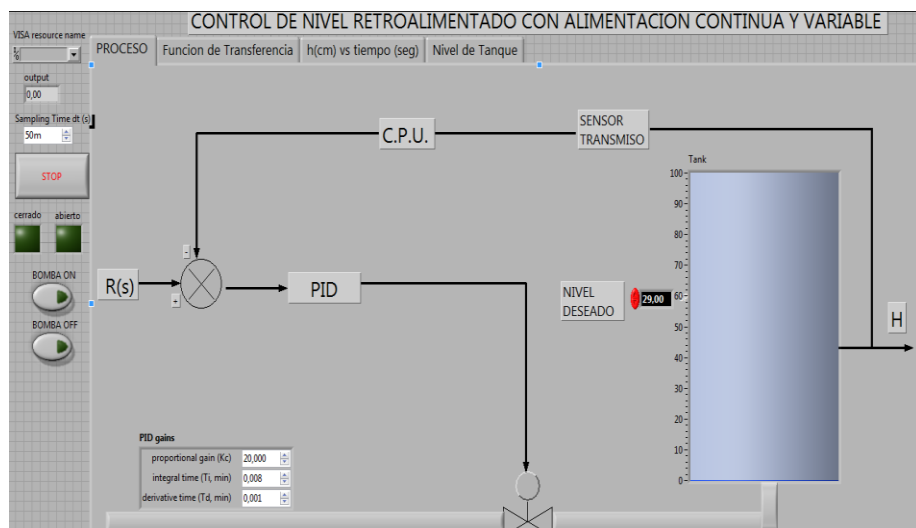 CONTROL DE NIVEL RETROALIMENTADO CON ALIMENTACION CONTINUA Y VARIABLE
VISA resource name
PROCESO
Funcion de Transferencia
h(cm) vs tiempo (seg)
Nivel de Tanque
output
0,00
Sampling Time dt (s)
50m
STOP
cerrado
abierto
BOMBA ON
BOMBA OFF
C.P.U.
SENSOR
TRANSMISO
-
R(s)
+
PID
NIVEL
DESEADO
29,00
Tank
100
90
80
70
60
50
40
30
20
10
0
H
PID gains
proportional gain (Kc)
20,000
integral time (Ti, min)
0,008
derivative time (Td, min)
0,001